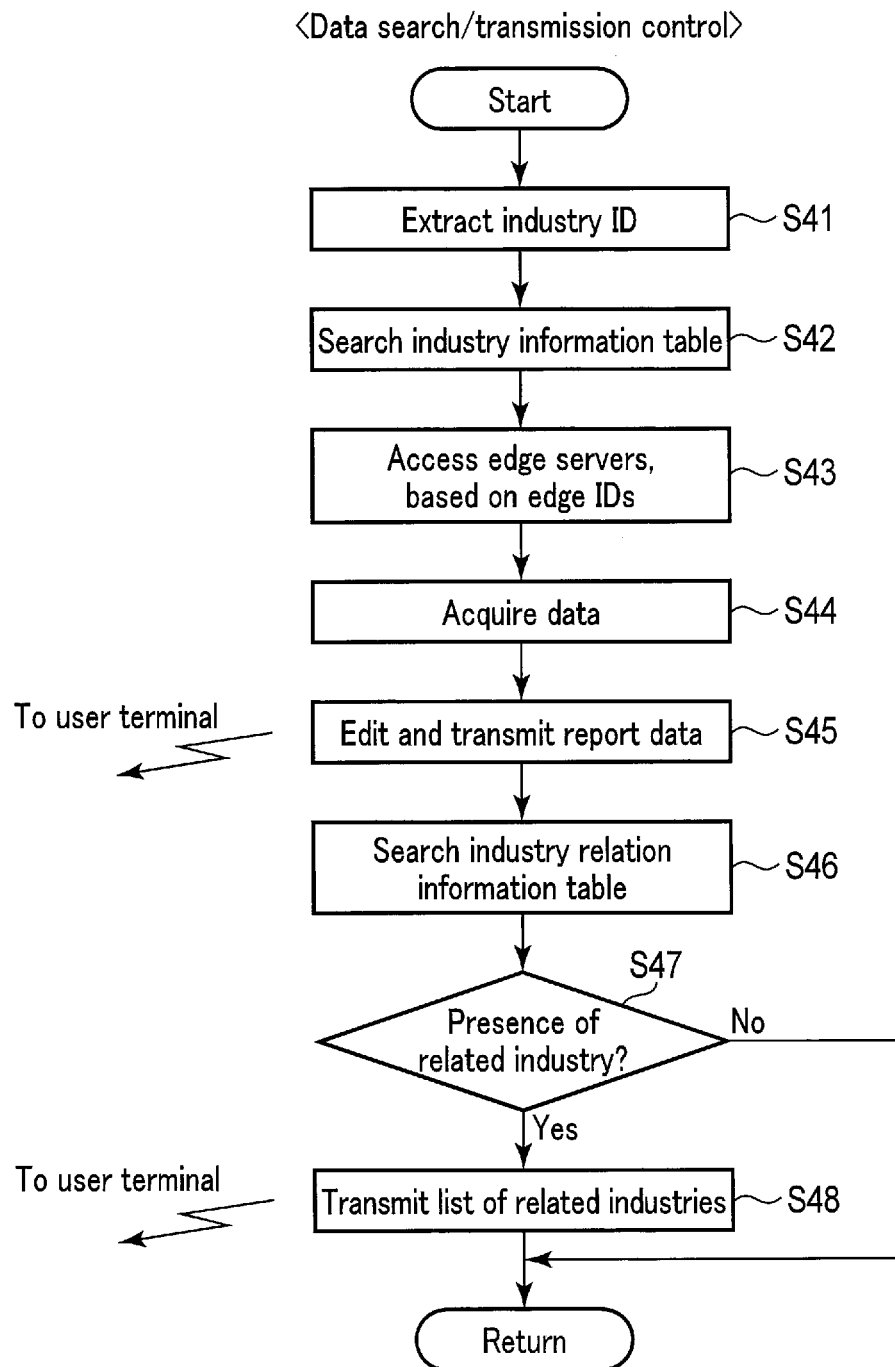 〈Data search/transmission control〉
Start
Extract industry ID
S41
Search industry information table
S42
Access edge servers,
based on edge IDs
S43
Acquire data
S44
To user terminal
Edit and transmit report data
S45
Search industry relation
information table
S46
S47
Presence of
related industry?
No
Yes
To user terminal
Transmit list of related industries
S48
Return